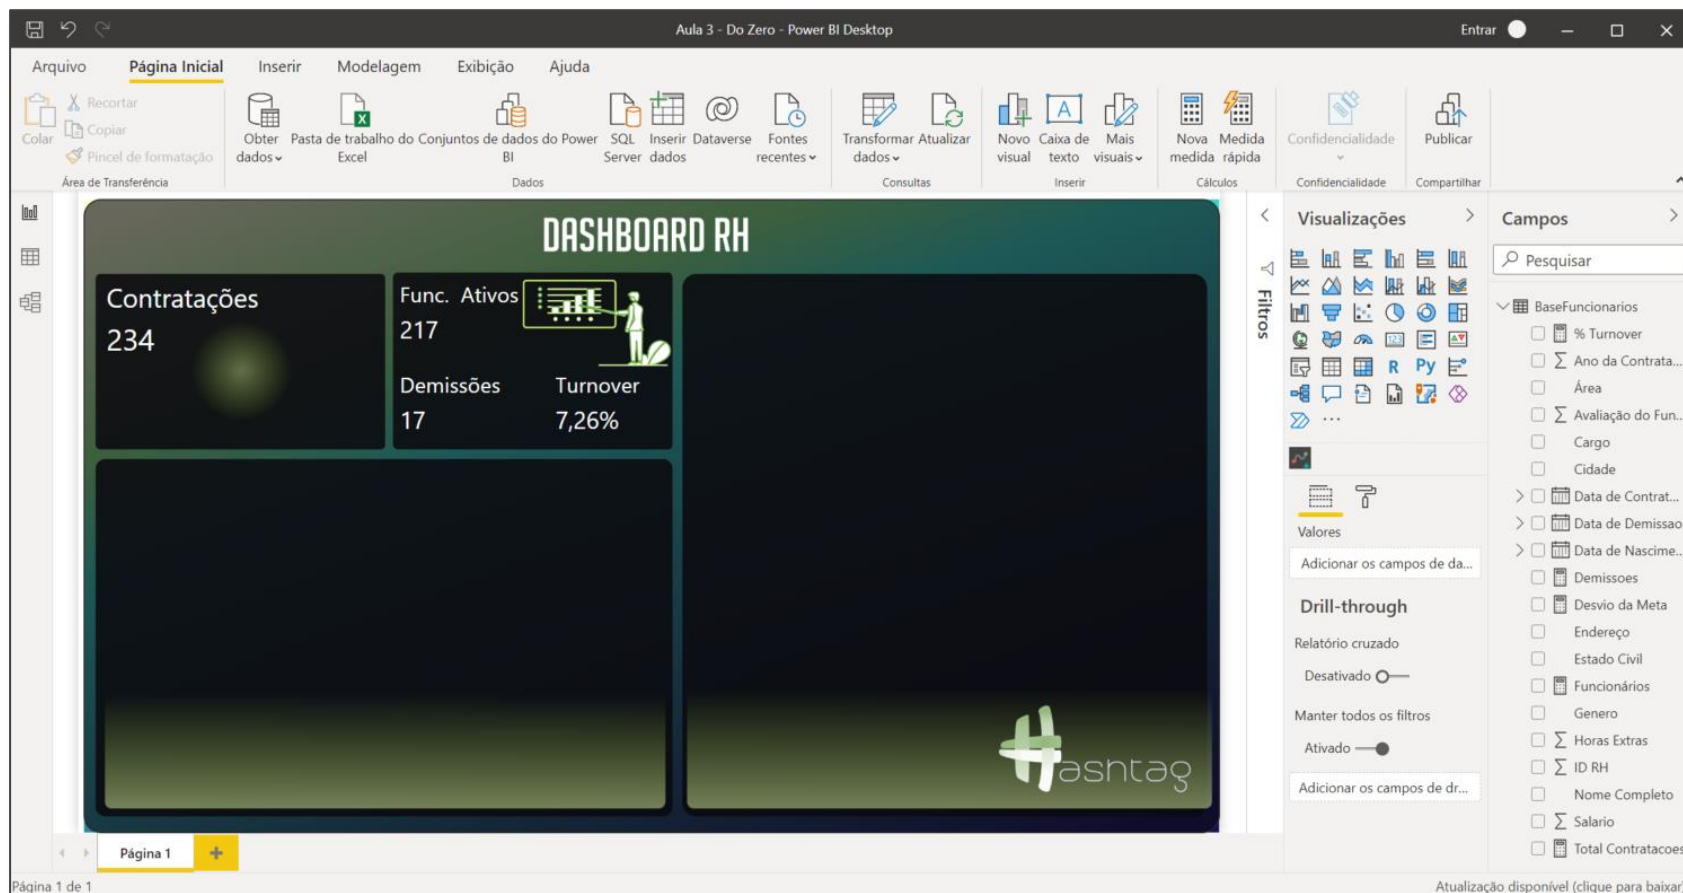 Aula 3 - Do Zero - Power BI Desktop
Entrar
Arquivo
Página Inicial
Inserir
Modelagem
Exibição
Ajuda
Colar
Recortar
Copiar
Pincel de formatação
Área de Transferência
Obter
dados
Pasta de trabalho do
Excel
Conjuntos de dados do Power
BI
SQL
Server
Inserir
dados
Dataverse
Fontes
recentes
Dados
Transformar
dados
Atualizar
Consultas
Novo
visual
Caixa de
texto
Mais
visuais
Inserir
Nova
medida
Medida
rápida
Cálculos
Confidencialidade
Confidencialidade
Publicar
Compartilhar
DASHBOARD RH
Contratações
234
Func. Ativos
217
Demissões
17
Turnover
7,26%
Hashtag
Filtros
Visualizações
R
Py
123
...
Valores
Adicionar os campos de da...
Drill-through
Relatório cruzado
Desativado
Manter todos os filtros
Ativado
Adicionar os campos de dr...
Campos
Pesquisar
BaseFuncionarios
% Turnover
Ano da Contrata...
Área
Avaliação do Fun...
Cargo
Cidade
Data de Contrat...
Data de Demissao
Data de Nascime...
Demissoes
Desvio da Meta
Endereço
Estado Civil
Funcionários
Genero
Horas Extras
ID RH
Nome Completo
Salario
Total Contratacoes
Página 1
Página 1 de 1
Atualização disponível (clique para baixar)